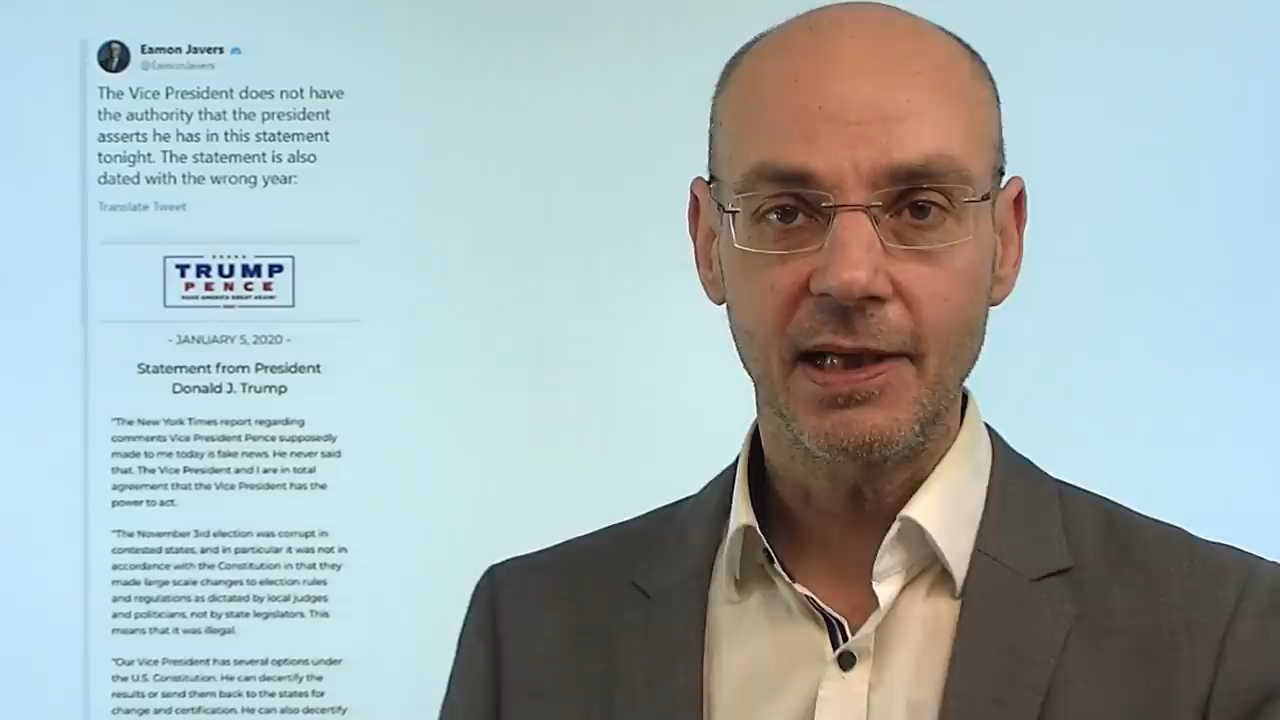 Eamon Javers
@EamonJavers
The Vice President does not have
the authority that the president
asserts he has in this statement
tonight. The statement is also
dated with the wrong year:
Translate Tweet
TRUMP
PENCE
MAKE AMERICA GREAT AGAIN!
- JANUARY 5, 2020 -
Statement from President
Donald J. Trump
"The New York Times report regarding
comments Vice President Pence supposedly
made to me today is fake news. He never said
that. The Vice President and I are in total
agreement that the Vice President has the
power to act.
"The November 3rd election was corrupt in
contested states, and in particular it was not in
accordance with the Constitution in that they
made large scale changes to election rules
and regulations as dictated by local judges
and politicians, not by state legislators. This
means that it was illegal.
"Our Vice President has several options under
the U.S. Constitution. He can decertify the
results or send them back to the states for
change and certification. He can also decertify